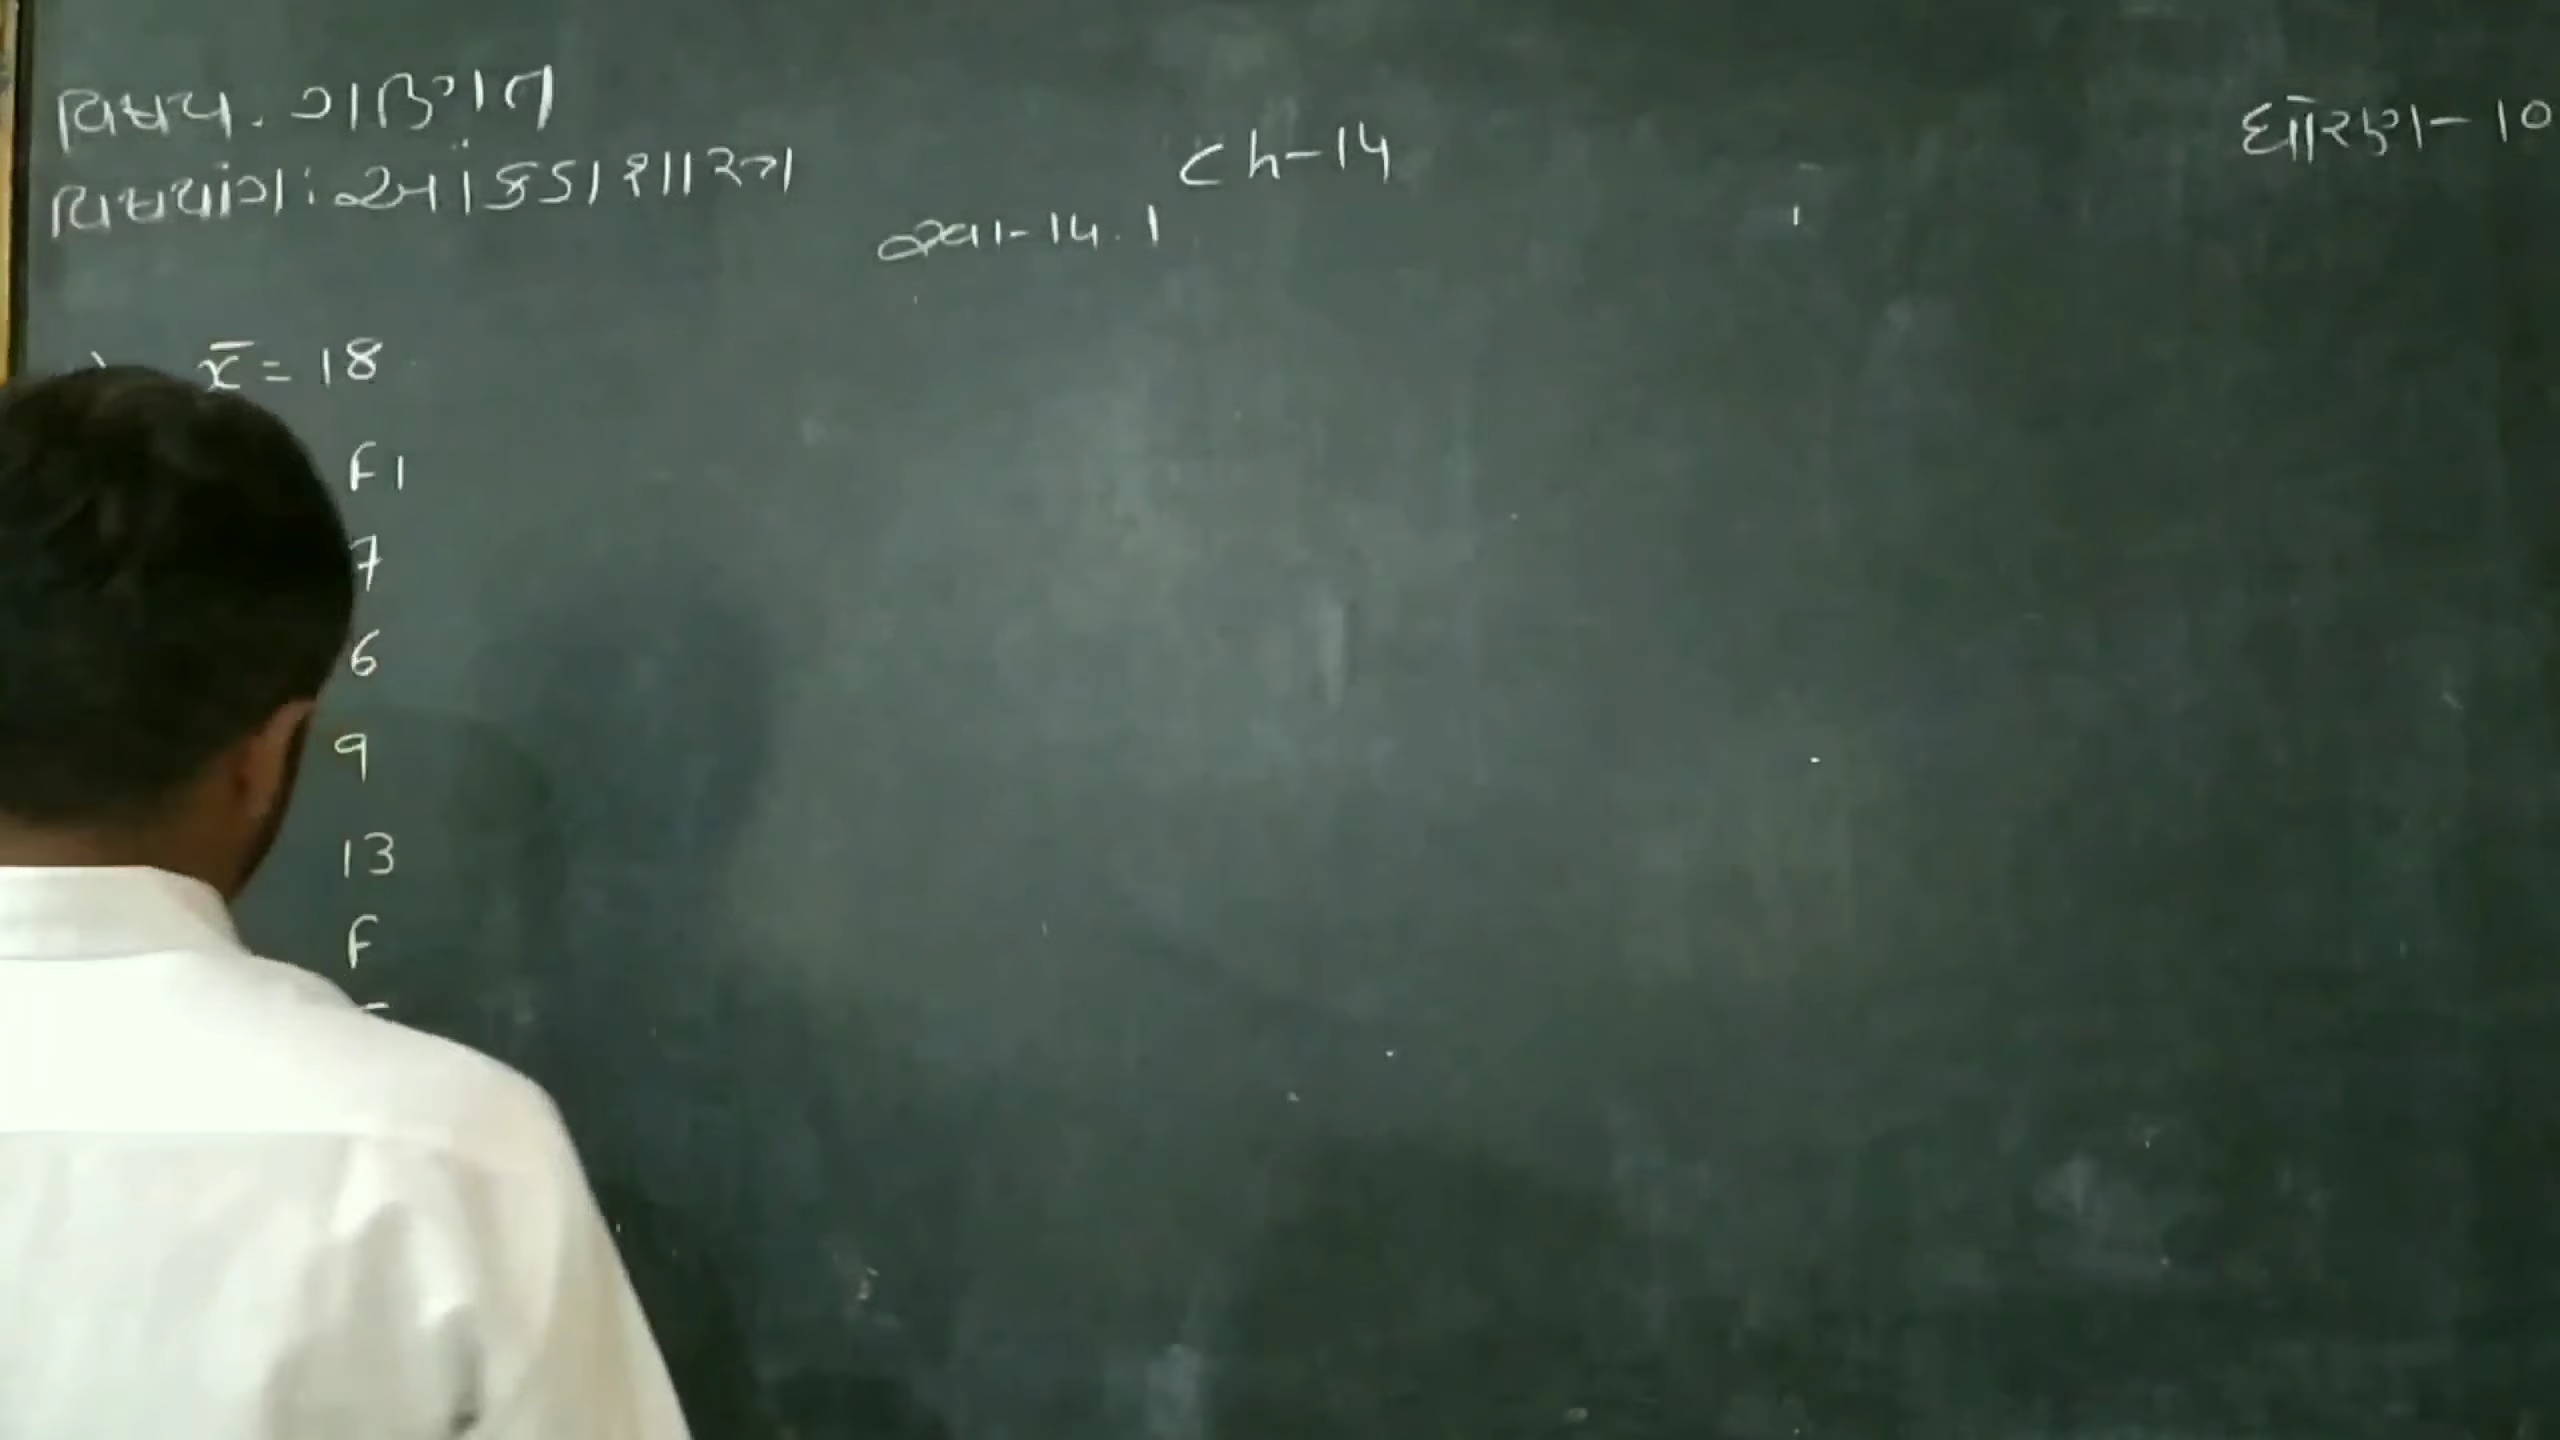 વિષય. ગણિત
Ch-14
ધોરણ-10
વિષયાંગ: આંકડાશાસ્ત્ર
સ્વા-14.1
x̄ = 18
F1
7
6
9
13
F